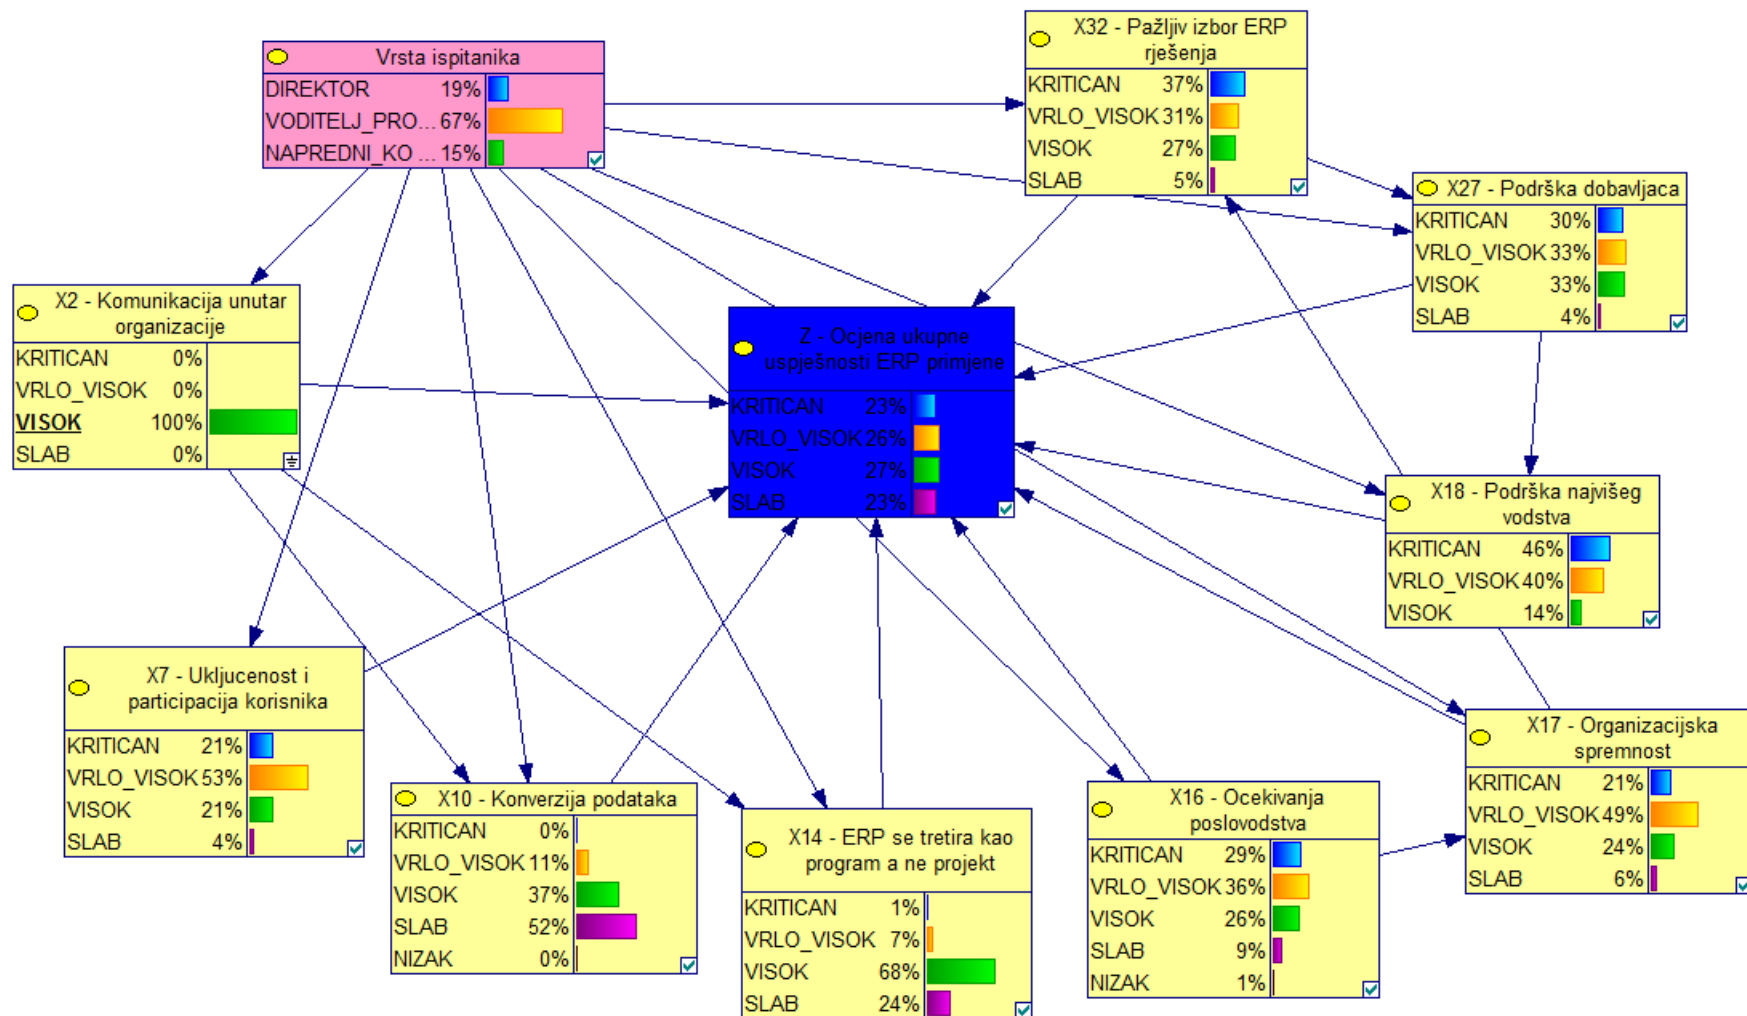 Vrsta ispitanika
DIREKTOR 19%
VODITELJ_PRO... 67%
NAPREDNI_KO ... 15%
X32 - Pažljiv izbor ERP
rješenja
KRITICAN 37%
VRLO_VISOK 31%
VISOK 27%
SLAB 5%
X27 - Podrška dobavljaca
KRITICAN 30%
VRLO_VISOK 33%
VISOK 33%
SLAB 4%
X2 - Komunikacija unutar
organizacije
KRITICAN 0%
VRLO_VISOK 0%
VISOK 100%
SLAB 0%
Z - Ocjena ukupne
uspješnosti ERP primjene
KRITICAN 23%
VRLO_VISOK 26%
VISOK 27%
SLAB 23%
X18 - Podrška najvišeg
vodstva
KRITICAN 46%
VRLO_VISOK 40%
VISOK 14%
X7 - Ukljucenost i
participacija korisnika
KRITICAN 21%
VRLO_VISOK 53%
VISOK 21%
SLAB 4%
X10 - Konverzija podataka
KRITICAN 0%
VRLO_VISOK 11%
VISOK 37%
SLAB 52%
NIZAK 0%
X14 - ERP se tretira kao
program a ne projekt
KRITICAN 1%
VRLO_VISOK 7%
VISOK 68%
SLAB 24%
X16 - Ocekivanja
poslovodstva
KRITICAN 29%
VRLO_VISOK 36%
VISOK 26%
SLAB 9%
NIZAK 1%
X17 - Organizacijska
spremnost
KRITICAN 21%
VRLO_VISOK 49%
VISOK 24%
SLAB 6%